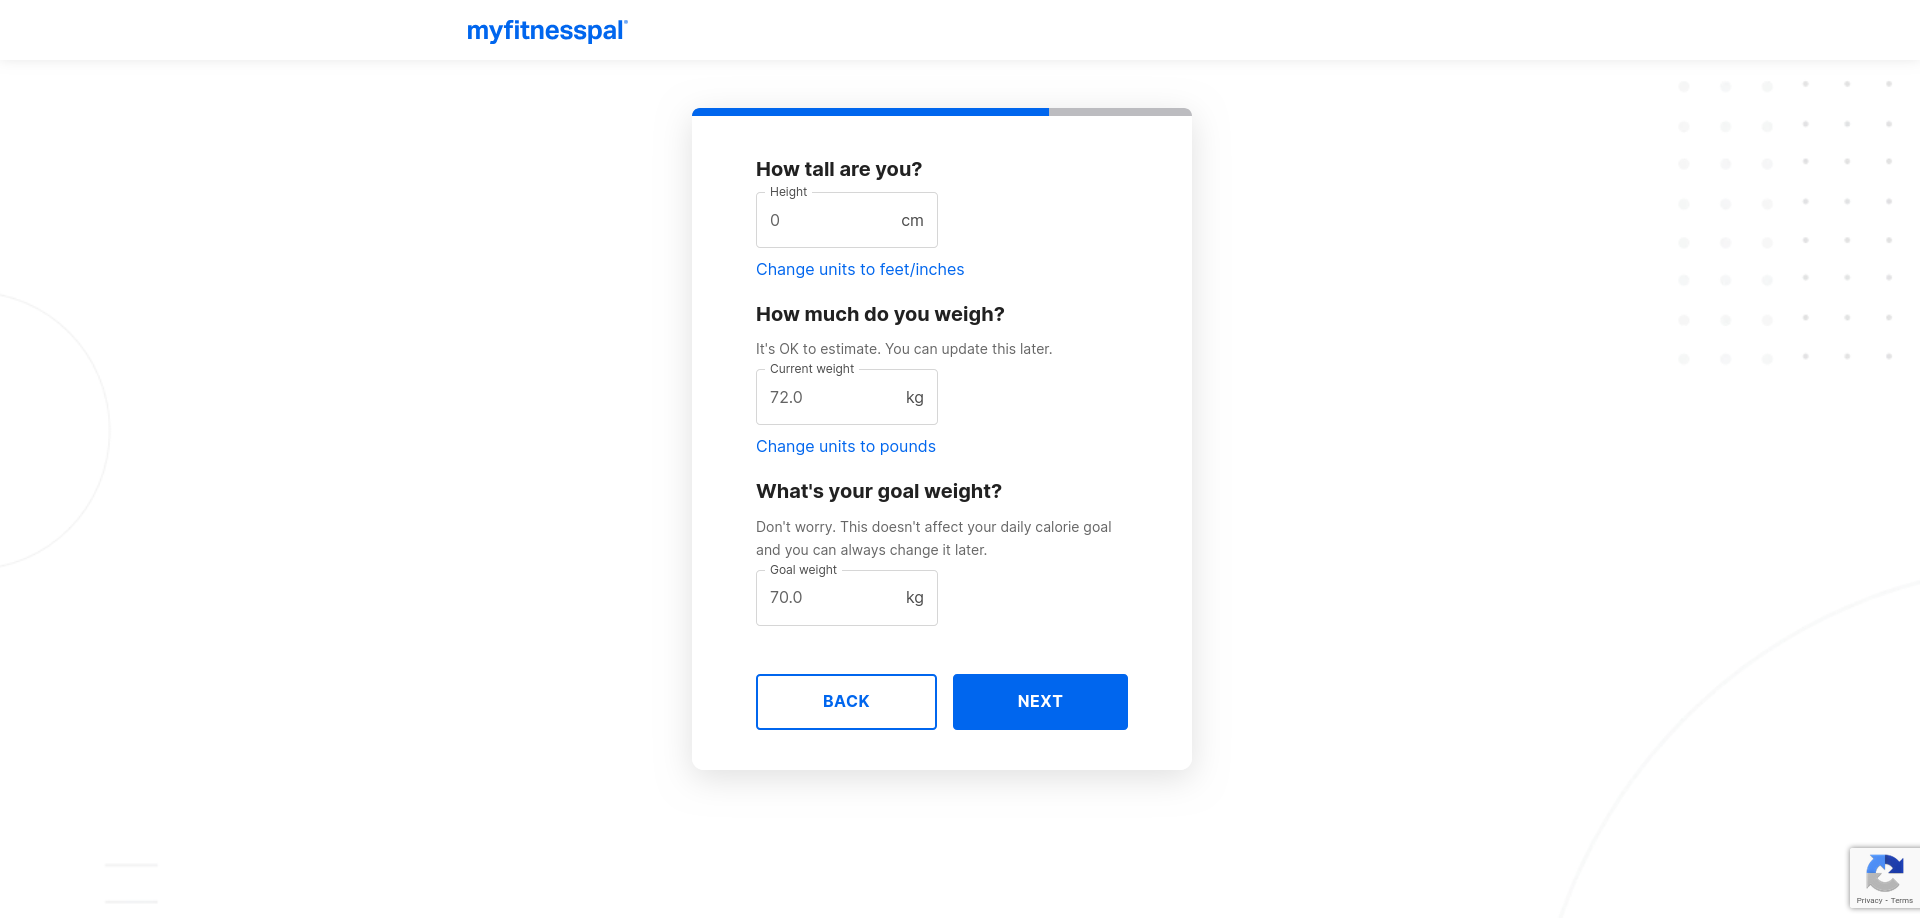 myfitnesspal®
How tall are you?
Height
0 cm
Change units to feet/inches
How much do you weigh?
It's OK to estimate. You can update this later.
Current weight
72.0 kg
Change units to pounds
What's your goal weight?
Don't worry. This doesn't affect your daily calorie goal
and you can always change it later.
Goal weight
70.0 kg
BACK NEXT
Privacy - Terms